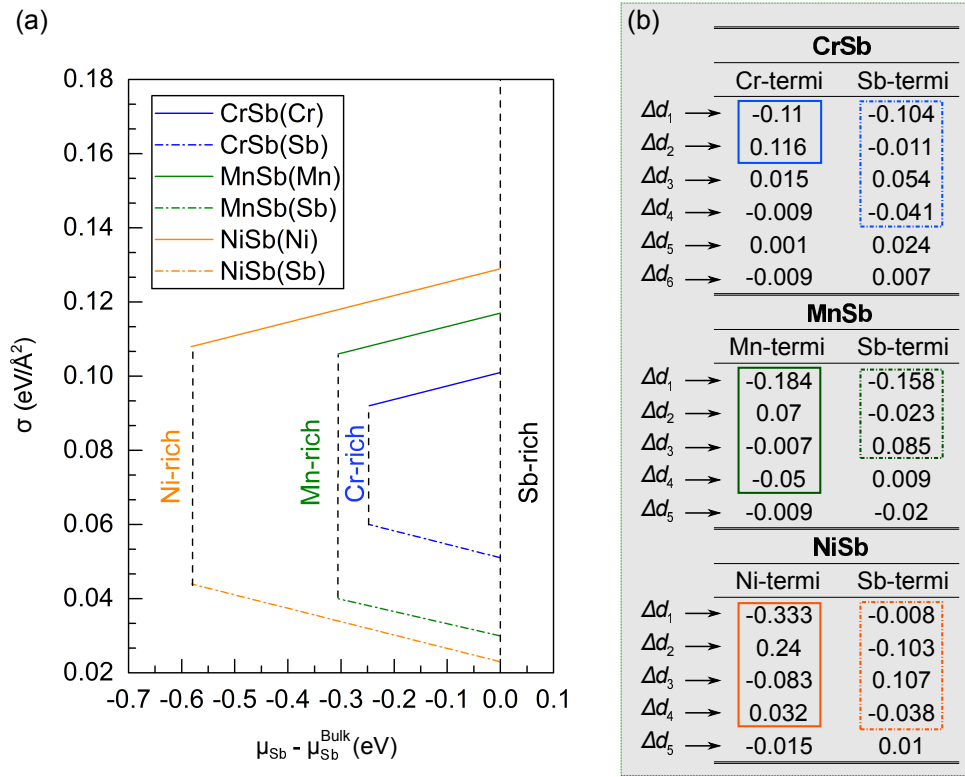 (a)
0.18
0.16
0.14
0.12
0.10
0.08
0.06
0.04
0.02
σ (eV/Å²)
CrSb(Cr)
CrSb(Sb)
MnSb(Mn)
MnSb(Sb)
NiSb(Ni)
NiSb(Sb)
Ni-rich
Mn-rich
Cr-rich
Sb-rich
-0.7 -0.6 -0.5 -0.4 -0.3 -0.2 -0.1 0.0 0.1
μ_Sb - μ_Sb^Bulk (eV)
(b)
CrSb
Cr-termi Sb-termi
Δd₁ → -0.11 -0.104
Δd₂ → 0.116 -0.011
Δd₃ → 0.015 0.054
Δd₄ → -0.009 -0.041
Δd₅ → 0.001 0.024
Δd₆ → -0.009 0.007
MnSb
Mn-termi Sb-termi
Δd₁ → -0.184 -0.158
Δd₂ → 0.07 -0.023
Δd₃ → -0.007 0.085
Δd₄ → -0.05 0.009
Δd₅ → -0.009 -0.02
NiSb
Ni-termi Sb-termi
Δd₁ → -0.333 -0.008
Δd₂ → 0.24 -0.103
Δd₃ → -0.083 0.107
Δd₄ → 0.032 -0.038
Δd₅ → -0.015 0.01